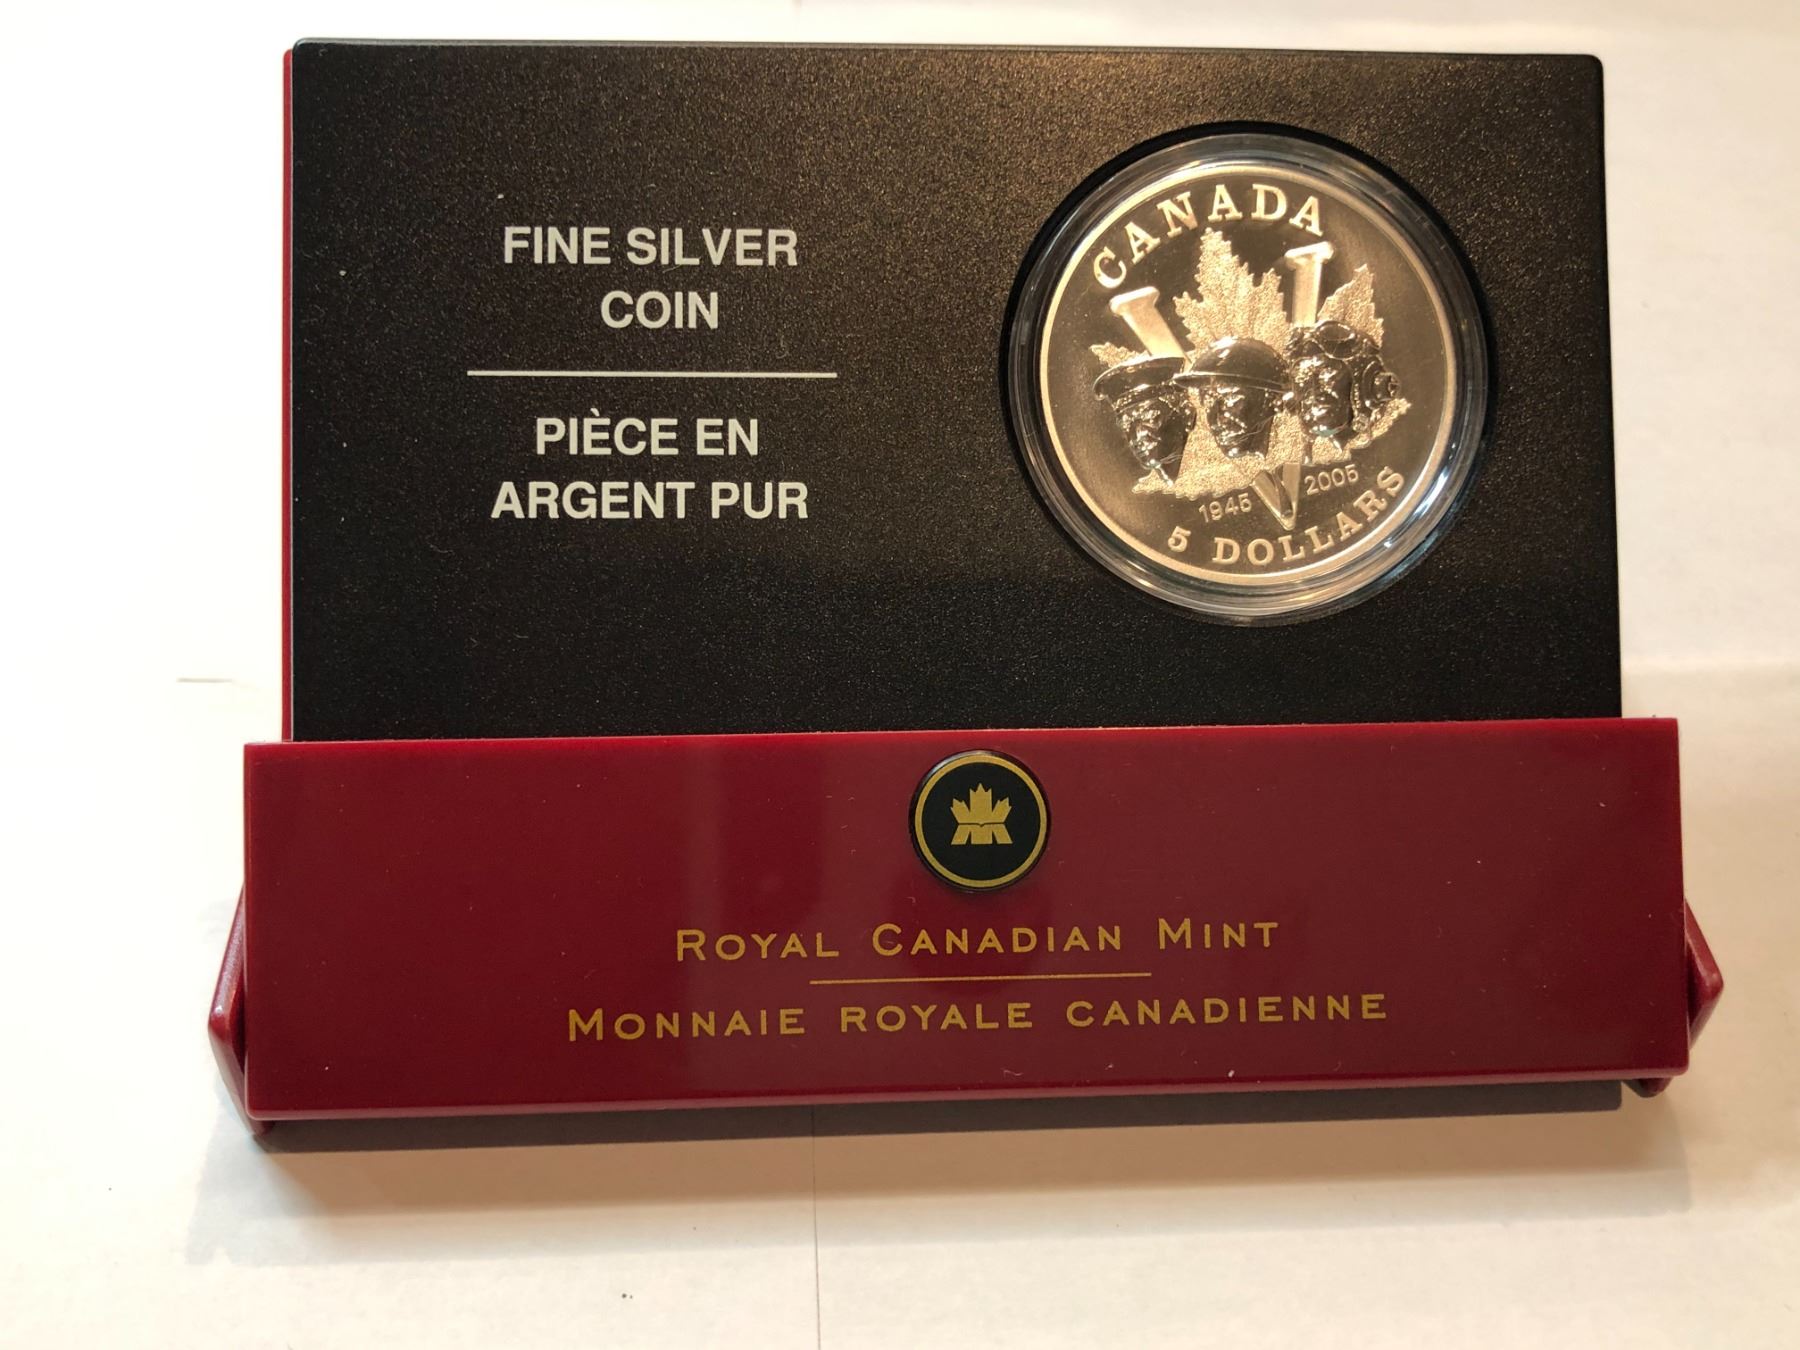 FINE SILVER
COIN
PIÈCE EN
ARGENT PUR
CANADA
1945 2005
5 DOLLARS
ROYAL CANADIAN MINT
MONNAIE ROYALE CANADIENNE